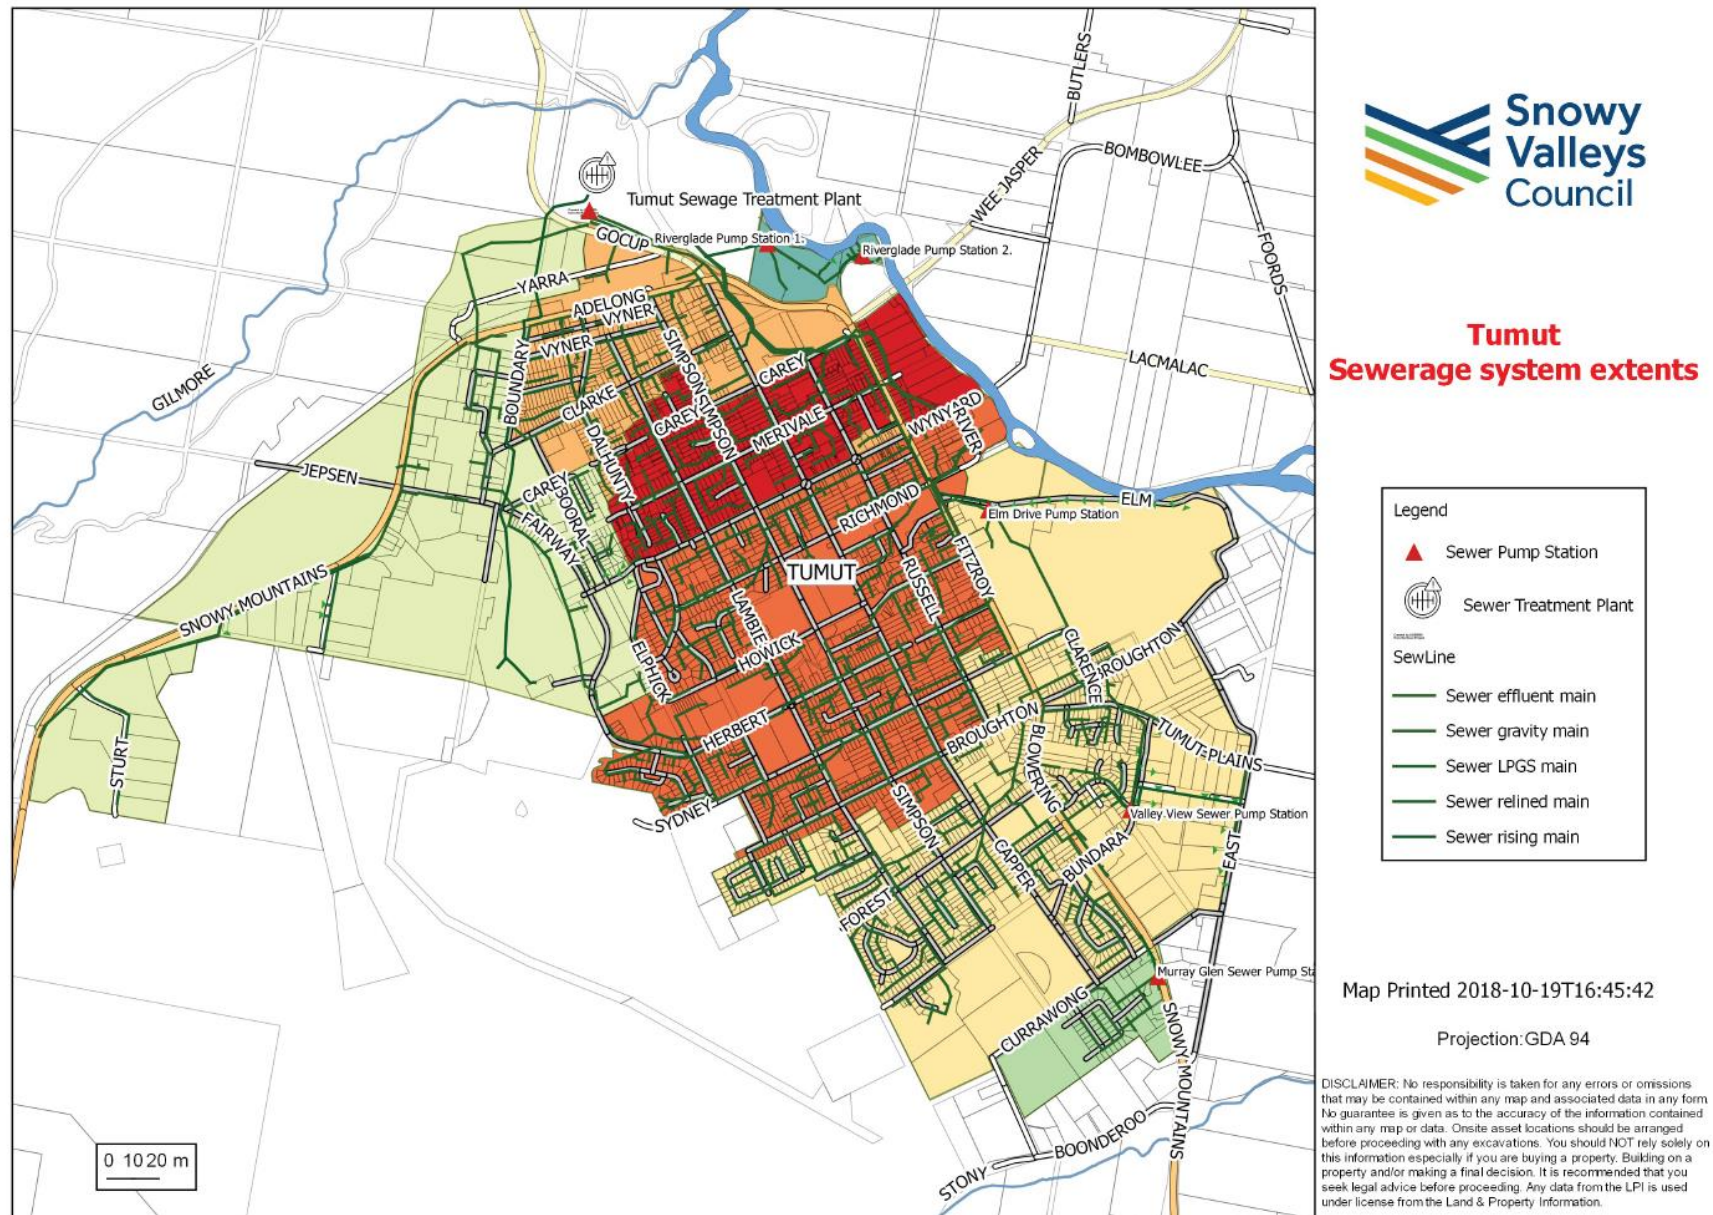 BUTLERS
BOMBOWLEE
WEE JASPER
FOORDS
Tumut Sewage Treatment Plant
GOCUP
Riverglade Pump Station 1.
Riverglade Pump Station 2.
YARRA
ADELONG
VYNER
VYNER
SIMPSON
SIMPSON
CAREY
LACMALAC
GILMORE
BOUNDARY
CLARKE
CAREY
MERIVALE
WYNYARD
RIVER
DALHUNTY
JEPSEN
CAREY
BOORAL
FAIRWAY
RICHMOND
ELM
Elm Drive Pump Station
FITZROY
RUSSELL
TUMUT
SNOWY MOUNTAINS
LAMBIE
HOWICK
ELPHICK
CLARENCE
BROUGHTON
HERBERT
BROUGHTON
BLOWERING
TUMUT PLAINS
STURT
SYDNEY
SIMPSON
Valley View Sewer Pump Station
CAPPER
BUNDARA
EAST
FOREST
Murray Glen Sewer Pump Sta
CURRAWONG
SNOWY MOUNTAINS
BOONDEROO
STONY
0 1020 m
Snowy
Valleys
Council
Tumut
Sewerage system extents
Legend
Sewer Pump Station
Sewer Treatment Plant
SewLine
Sewer effluent main
Sewer gravity main
Sewer LPGS main
Sewer relined main
Sewer rising main
Map Printed 2018-10-19T16:45:42
Projection:GDA 94
DISCLAIMER: No responsibility is taken for any errors or omissions
that may be contained within any map and associated data in any form.
No guarantee is given as to the accuracy of the information contained
within any map or data. Onsite asset locations should be arranged
before proceeding with any excavations. You should NOT rely solely on
this information especially if you are buying a property, Building on a
property and/or making a final decision. It is recommended that you
seek legal advice before proceeding. Any data from the LPI is used
under license from the Land & Property Information.